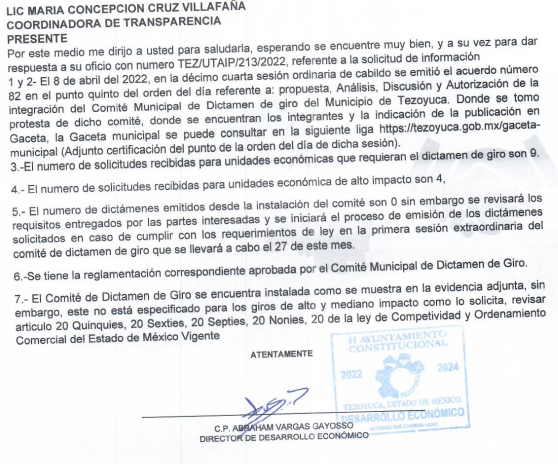 LIC MARIA CONCEPCION CRUZ VILLAFAÑA
COORDINADORA DE TRANSPARENCIA
PRESENTE
Por este medio me dirijo a usted para saludarla, esperando se encuentre muy bien, y a su vez para dar
respuesta a su oficio con numero TEZ/UTAIP/213/2022, referente a la solicitud de información
1 y 2- El 8 de abril del 2022, en la décimo cuarta sesión ordinaria de cabildo se emitió el acuerdo número
82 en el punto quinto del orden del día referente a: propuesta, Análisis, Discusión y Autorización de la
integración del Comité Municipal de Dictamen de giro del Municipio de Tezoyuca. Donde se tomo
protesta de dicho comité, donde se encuentran los integrantes y la indicación de la publicación en
Gaceta, la Gaceta municipal se puede consultar en la siguiente liga https://tezoyuca.gob.mx/gaceta-
municipal (Adjunto certificación del punto de la orden del día de dicha sesión).
3.-El numero de solicitudes recibidas para unidades económicas que requieran el dictamen de giro son 9.
4.- El numero de solicitudes recibidas para unidades económica de alto impacto son 4,
5.- El numero de dictámenes emitidos desde la instalación del comité son 0 sin embargo se revisará los
requisitos entregados por las partes interesadas y se iniciará el proceso de emisión de los dictámenes
solicitados en caso de cumplir con los requerimientos de ley en la primera sesión extraordinaria del
comité de dictamen de giro que se llevará a cabo el 27 de este mes.
6.-Se tiene la reglamentación correspondiente aprobada por el Comité Municipal de Dictamen de Giro.
7.- El Comité de Dictamen de Giro se encuentra instalada como se muestra en la evidencia adjunta, sin
embargo, este no está especificado para los giros de alto y mediano impacto como lo solicita, revisar
articulo 20 Quinquies, 20 Sexties, 20 Septies, 20 Nonies, 20 de la ley de Competividad y Ordenamiento
Comercial del Estado de México Vigente
ATENTAMENTE
H AYUNTAMIENTO
CONSTITUCIONAL
2022 2024
TEZOYUCA, ESTADO DE MÉXICO
DESARROLLO ECONÓMICO
C.P. ABRAHAM VARGAS GAYOSSO
DIRECTOR DE DESARROLLO ECONÓMICO